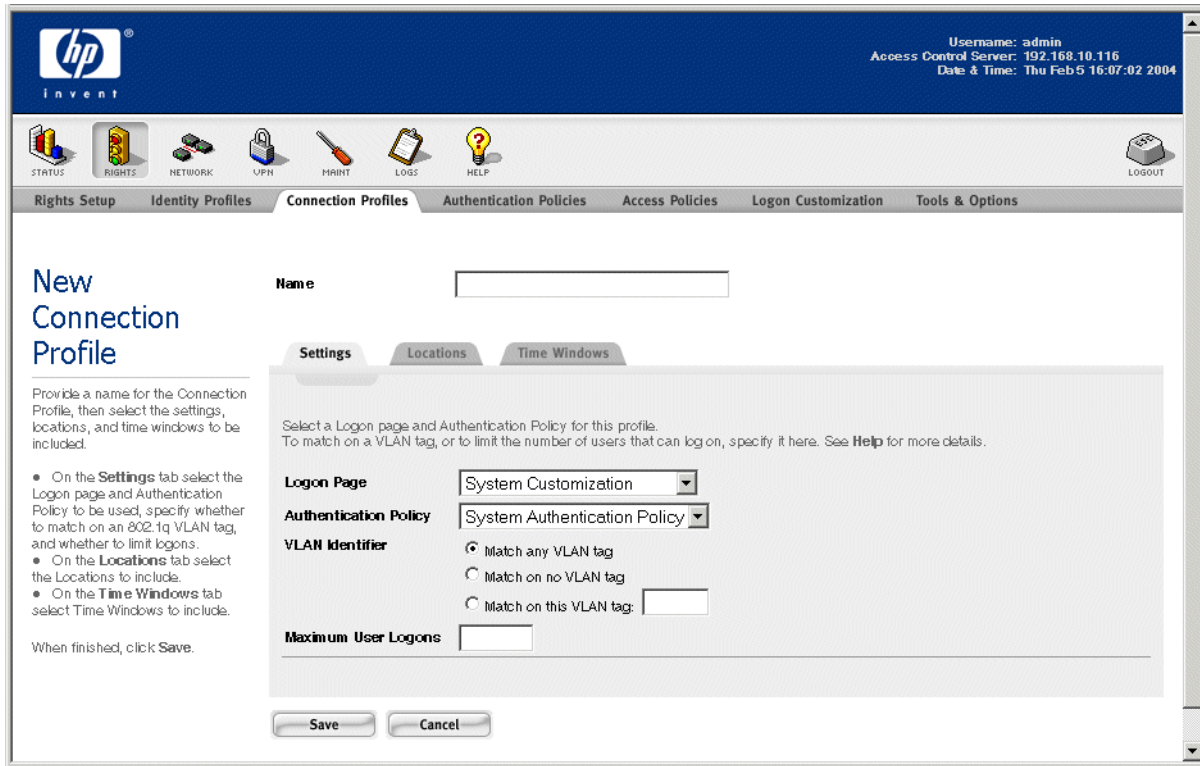 hp
®
invent
Username: admin
Access Control Server: 192.168.10.116
Date & Time: Thu Feb 5 16:07:02 2004
STATUS RIGHTS NETWORK VPN MAINT LOGS HELP LOGOUT
Rights Setup Identity Profiles Connection Profiles Authentication Policies Access Policies Logon Customization Tools & Options
New
Connection
Profile
Provide a name for the Connection
Profile, then select the settings,
locations, and time windows to be
included.
● On the Settings tab select the
Logon page and Authentication
Policy to be used, specify whether
to match on an 802.1q VLAN tag,
and whether to limit logons.
● On the Locations tab select
the Locations to include.
● On the Time Windows tab
select Time Windows to include.
When finished, click Save.
Name
Settings Locations Time Windows
Select a Logon page and Authentication Policy for this profile.
To match on a VLAN tag, or to limit the number of users that can log on, specify it here. See Help for more details.
Logon Page System Customization
Authentication Policy System Authentication Policy
VLAN Identifier Match any VLAN tag
Match on no VLAN tag
Match on this VLAN tag:
Maximum User Logons
Save Cancel